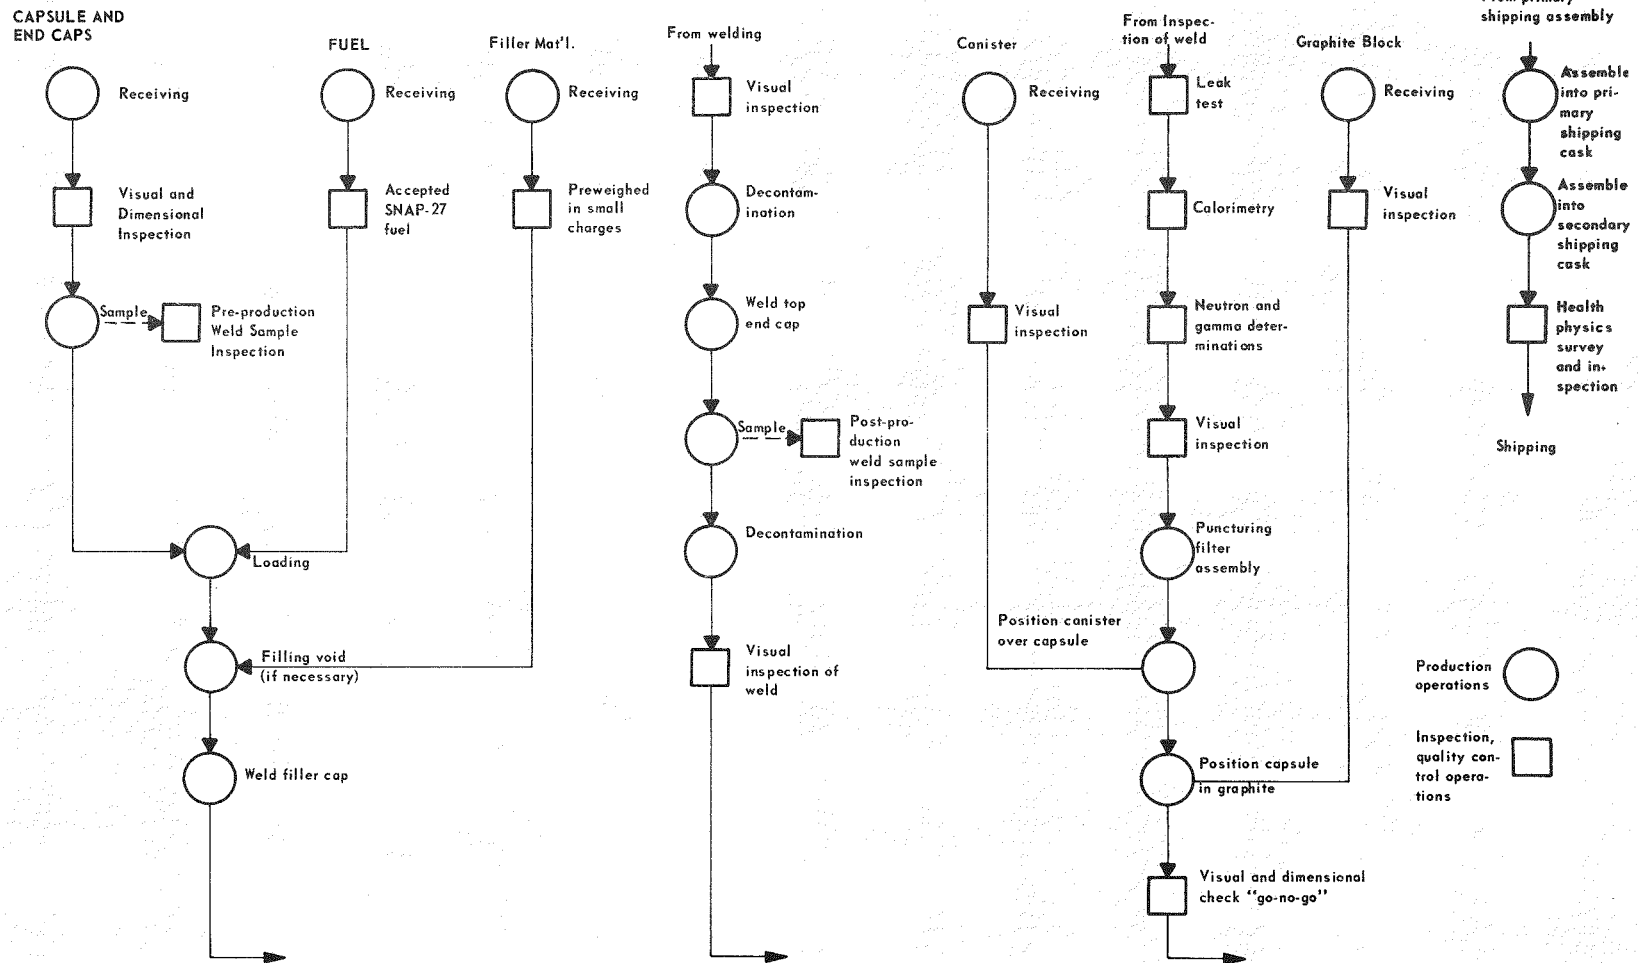 CAPSULE AND
END CAPS
Receiving
Visual and
Dimensional
Inspection
Sample
Pre-production
Weld Sample
Inspection
FUEL
Receiving
Accepted
SNAP-27
fuel
Filler Mat'l.
Receiving
Preweighed
in small
charges
Loading
Filling void
(if necessary)
Weld filler cap
From welding
Visual
inspection
Decontam-
ination
Weld top
end cap
Sample
Post-pro-
duction
weld sample
inspection
Decontamination
Visual
inspection of
weld
Canister
Receiving
Visual
inspection
From Inspec-
tion of weld
Leak
test
Calorimetry
Neutron and
gamma deter-
minations
Visual
inspection
Puncturing
filter
assembly
Position canister
over capsule
Position capsule
in graphite
Visual and dimensional
check "go-no-go"
Graphite Block
Receiving
Visual
inspection
From primary
shipping assembly
Assemble
into pri-
mary
shipping
cask
Assemble
into
secondary
shipping
cask
Health
physics
survey
and in-
spection
Shipping
Production
operations
Inspection,
quality con-
trol opera-
tions